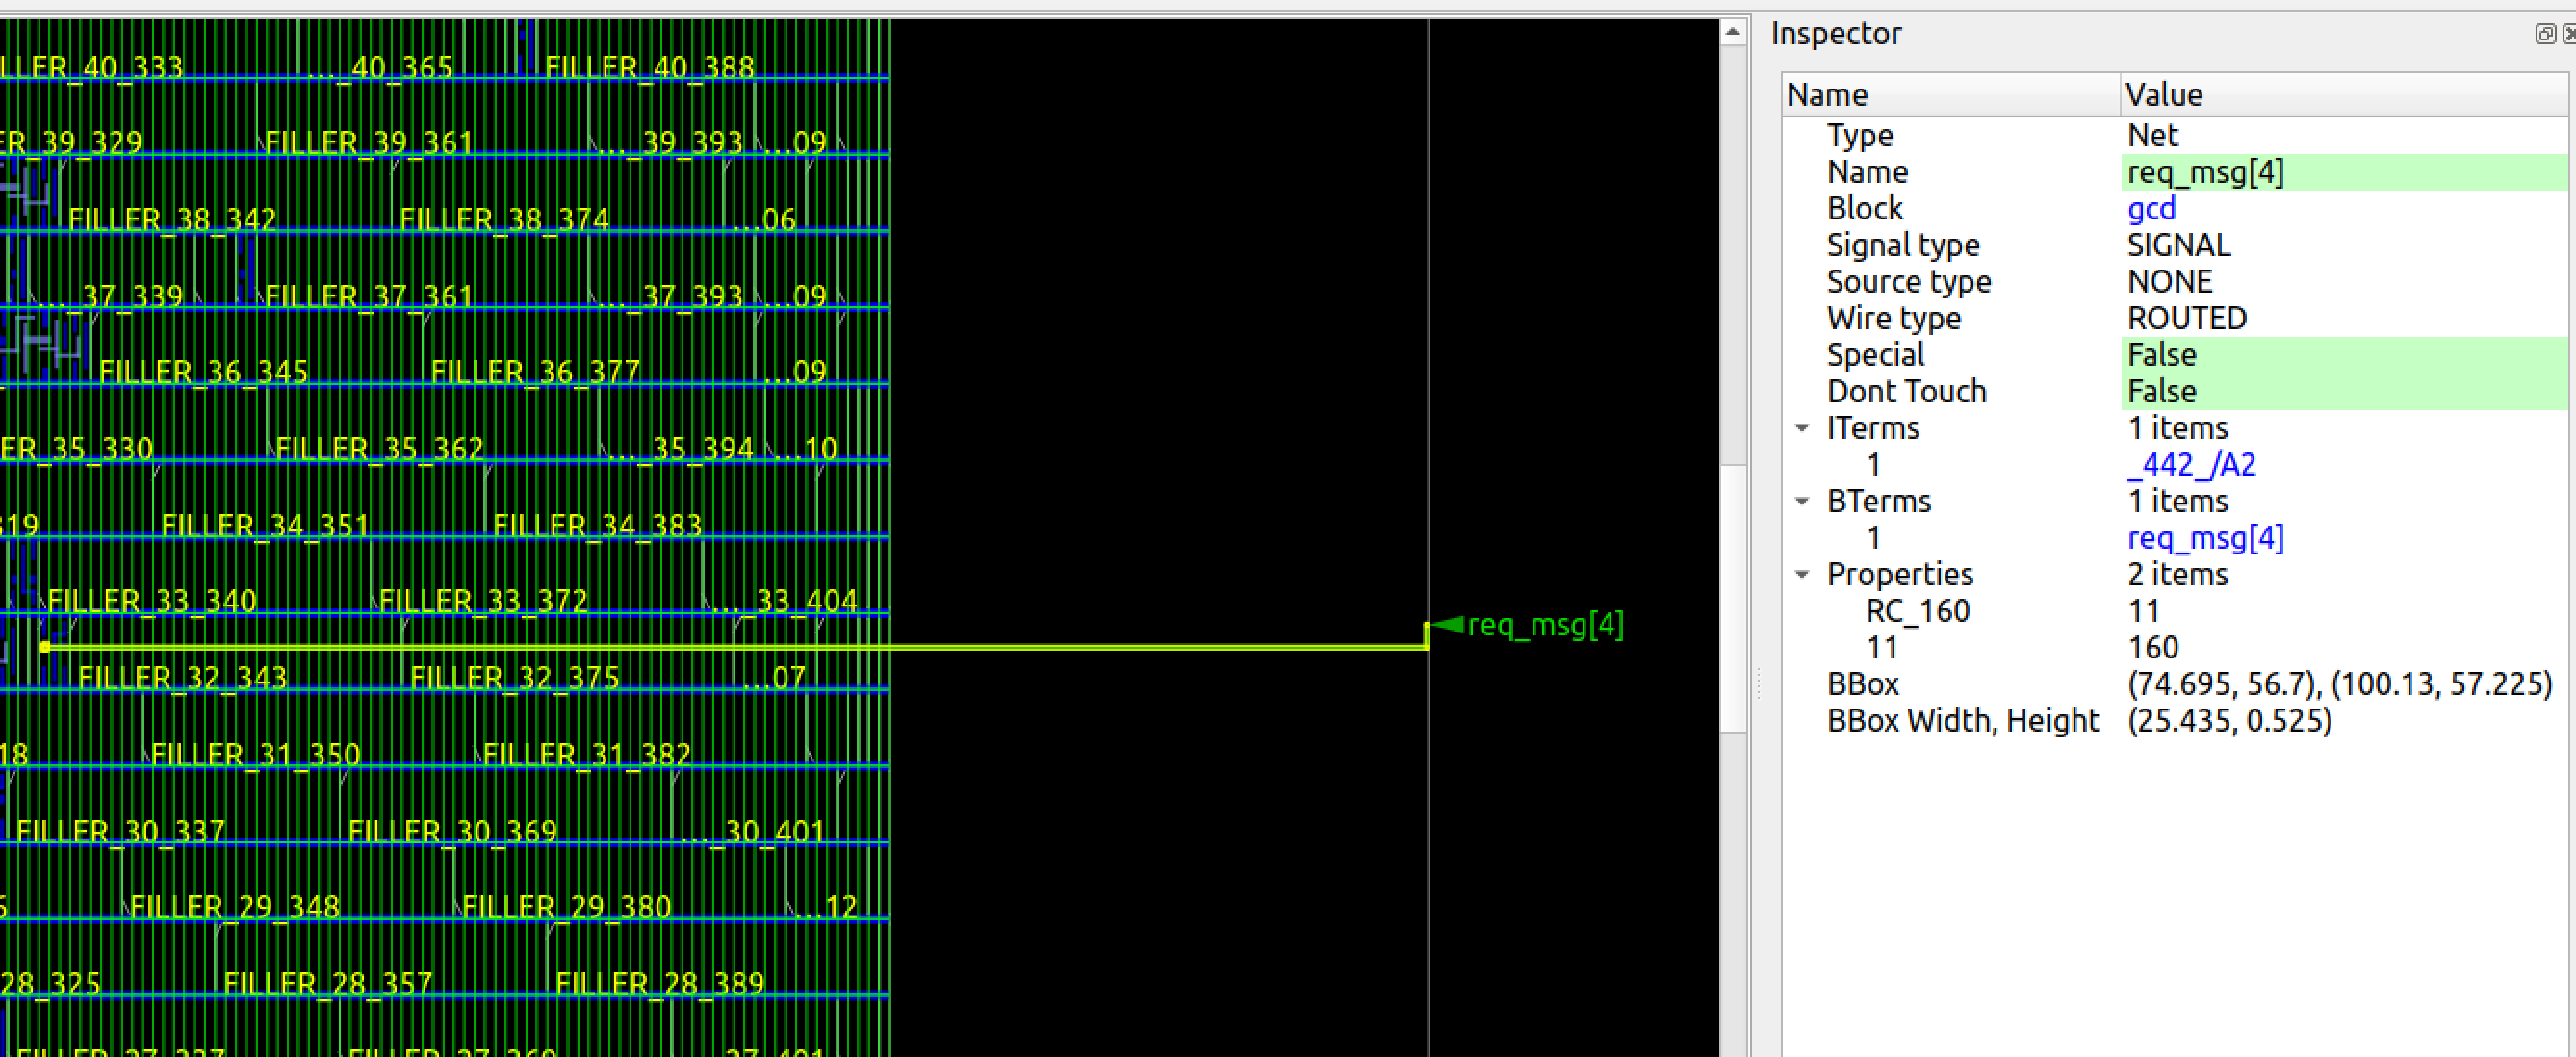 LLER_40_333 ..._40_365 FILLER_40_388
ER_39_329 FILLER_39_361 ..._39_393 ...09
FILLER_38_342 FILLER_38_374 ...06
..._37_339 FILLER_37_361 ..._37_393 ...09
FILLER_36_345 FILLER_36_377 ...09
ER_35_330 FILLER_35_362 ..._35_394 ...10
319 FILLER_34_351 FILLER_34_383
FILLER_33_340 FILLER_33_372 ..._33_404
req_msg[4]
FILLER_32_343 FILLER_32_375 ...07
18 FILLER_31_350 FILLER_31_382
FILLER_30_337 FILLER_30_369 ..._30_401
FILLER_29_348 FILLER_29_380 ...12
28_325 FILLER_28_357 FILLER_28_389
Inspector
Name Value
Type Net
Name req_msg[4]
Block gcd
Signal type SIGNAL
Source type NONE
Wire type ROUTED
Special False
Dont Touch False
ITerms 1 items
1 _442_/A2
BTerms 1 items
1 req_msg[4]
Properties 2 items
RC_160 11
11 160
BBox (74.695, 56.7), (100.13, 57.225)
BBox Width, Height (25.435, 0.525)